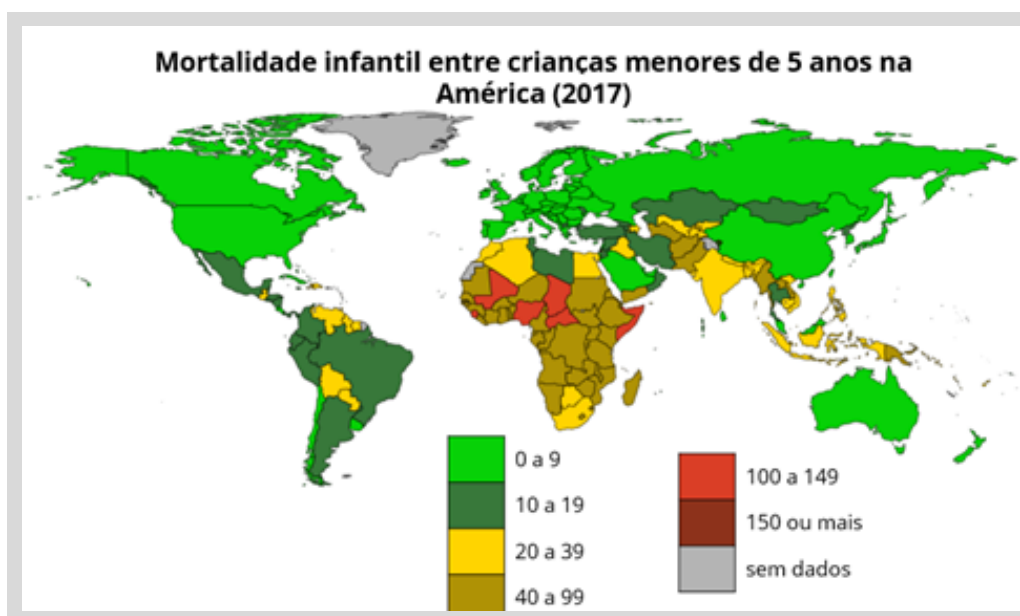 Mortalidade infantil entre crianças menores de 5 anos na
América (2017)
0 a 9
10 a 19
20 a 39
40 a 99
100 a 149
150 ou mais
sem dados